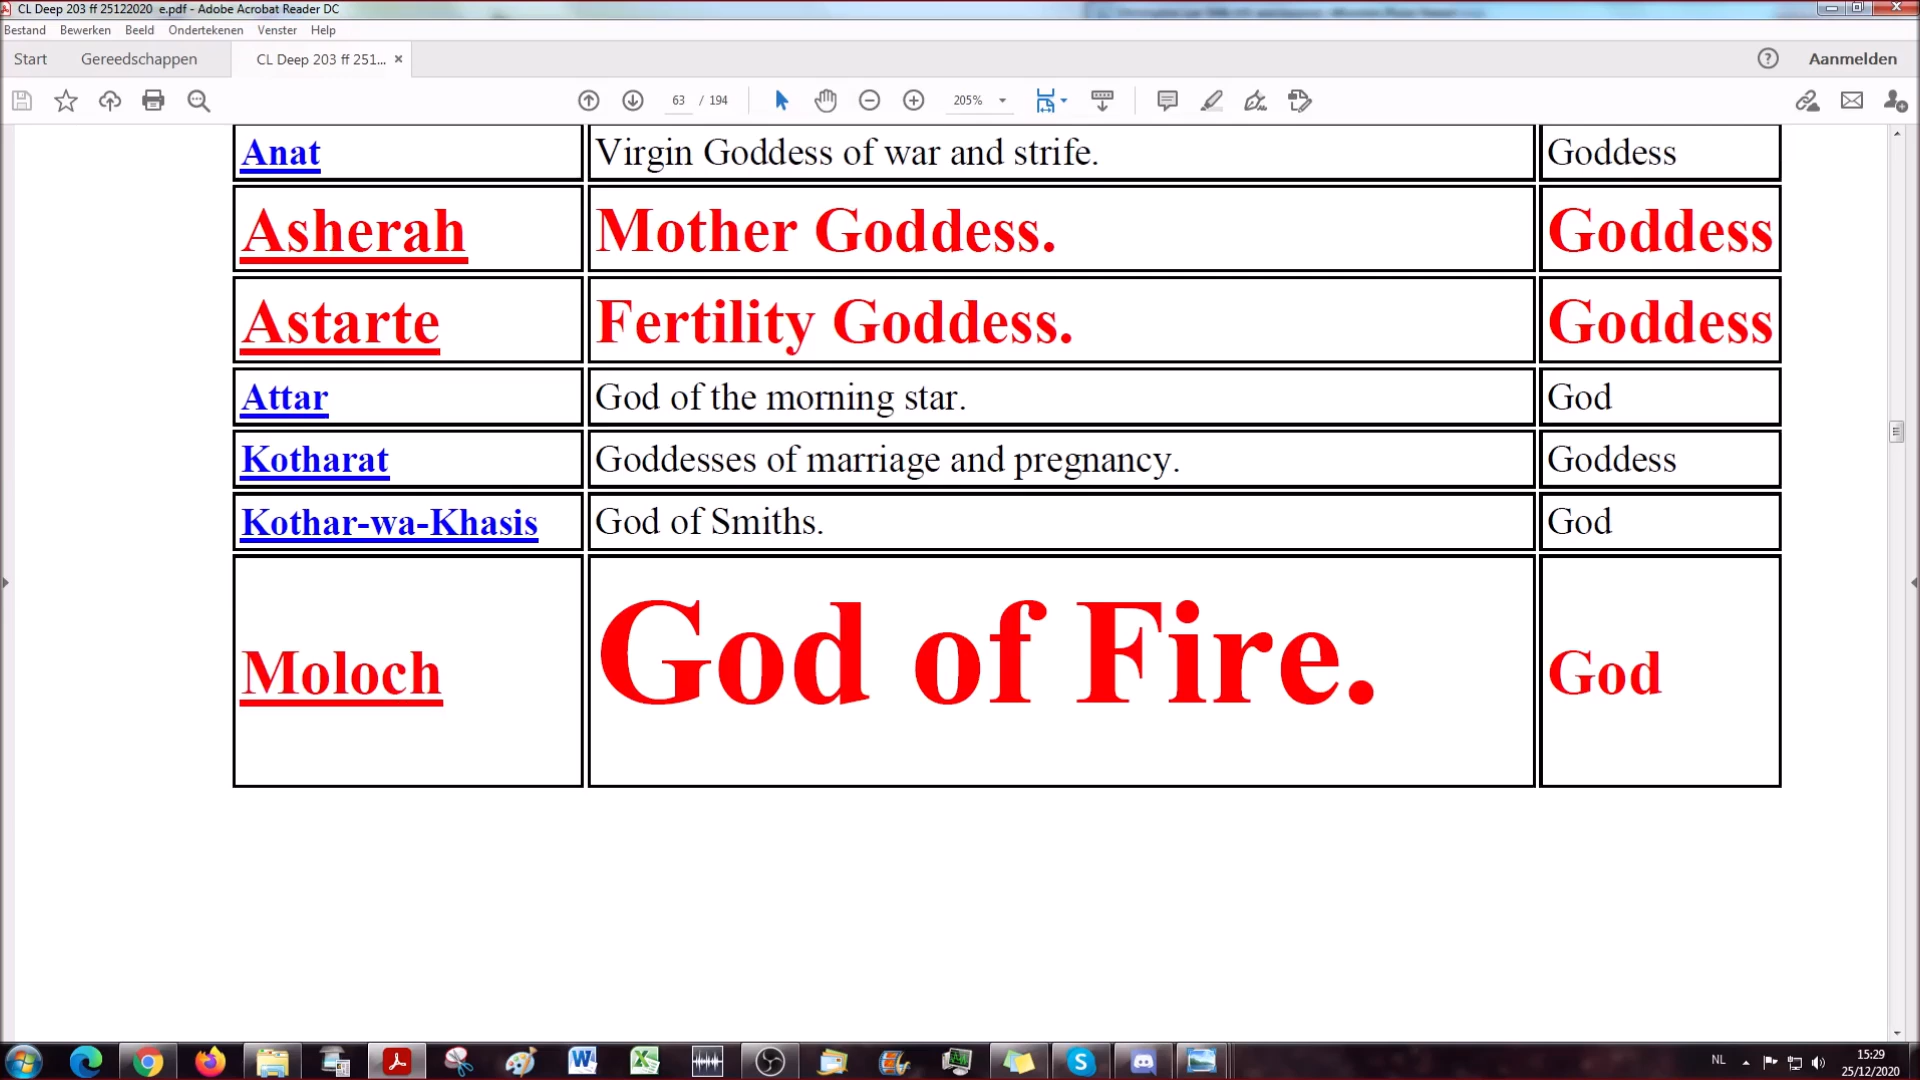 CL Deep 203 ff 25122020 e.pdf - Adobe Acrobat Reader DC
Bestand Bewerken Beeld Ondertekenen Venster Help
Start Gereedschappen CL Deep 203 ff 251... × ? Aanmelden
63 / 194 205%
Anat Virgin Goddess of war and strife. Goddess
Asherah Mother Goddess. Goddess
Astarte Fertility Goddess. Goddess
Attar God of the morning star. God
Kotharat Goddesses of marriage and pregnancy. Goddess
Kothar-wa-Khasis God of Smiths. God
Moloch God of Fire. God
NL 15:29
25/12/2020